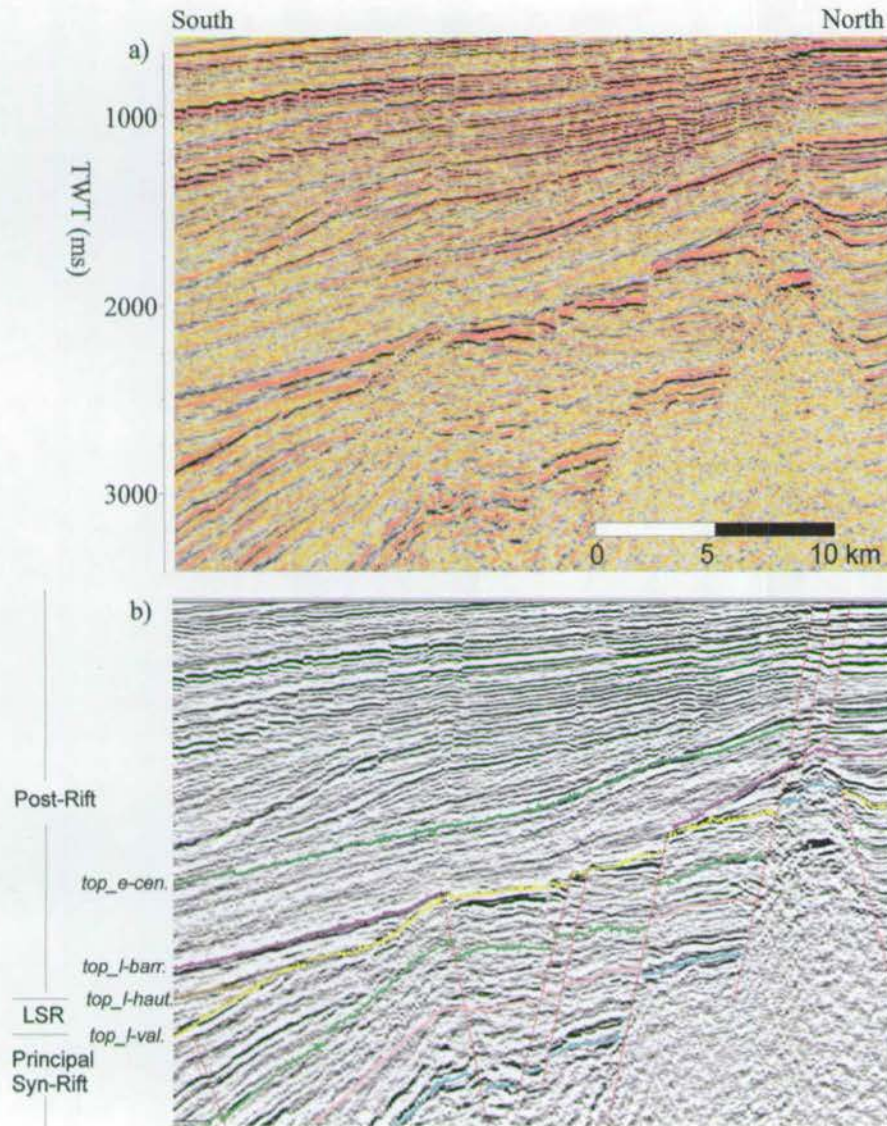 South North
a)
1000
TWT (ms)
2000
3000
0 5 10 km
b)
Post-Rift
top_e-cen.
top_l-barr.
top_l-haut.
LSR
top_l-val.
Principal
Syn-Rift